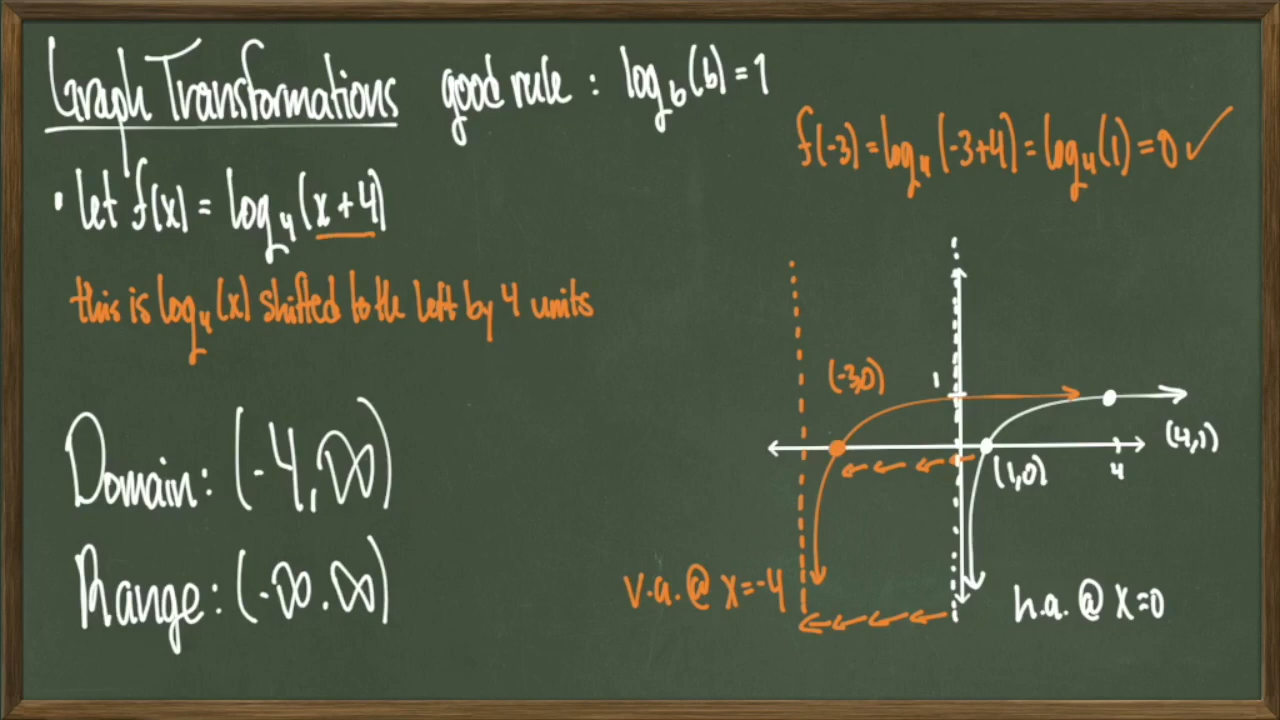 Graph Transformations good rule : log_b(b) = 1
f(-3) = log_4(-3+4) = log_4(1) = 0 ✓
• let f(x) = log_4(x+4)
this is log_4(x) shifted to the left by 4 units
(-3,0)
1
(4,1)
(1,0)
4
Domain: (-4,∞)
Range: (-∞.∞)
v.a. @ x=-4
h.a. @ x=0